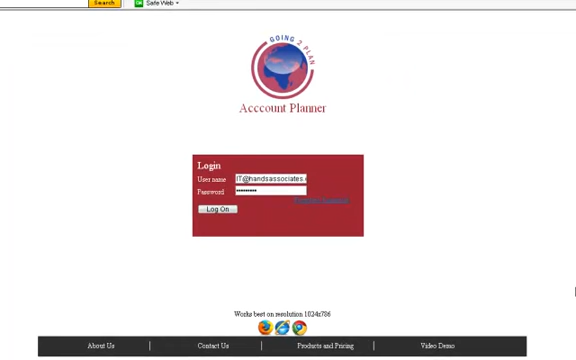 Search OK Safe Web
GOING 2 PLAN
Acccount Planner
Login
User name IT@handsassociates.
Password •••••••••
Log On
Works best on resolution 1024x786
About Us | Contact Us | Products and Pricing | Video Demo